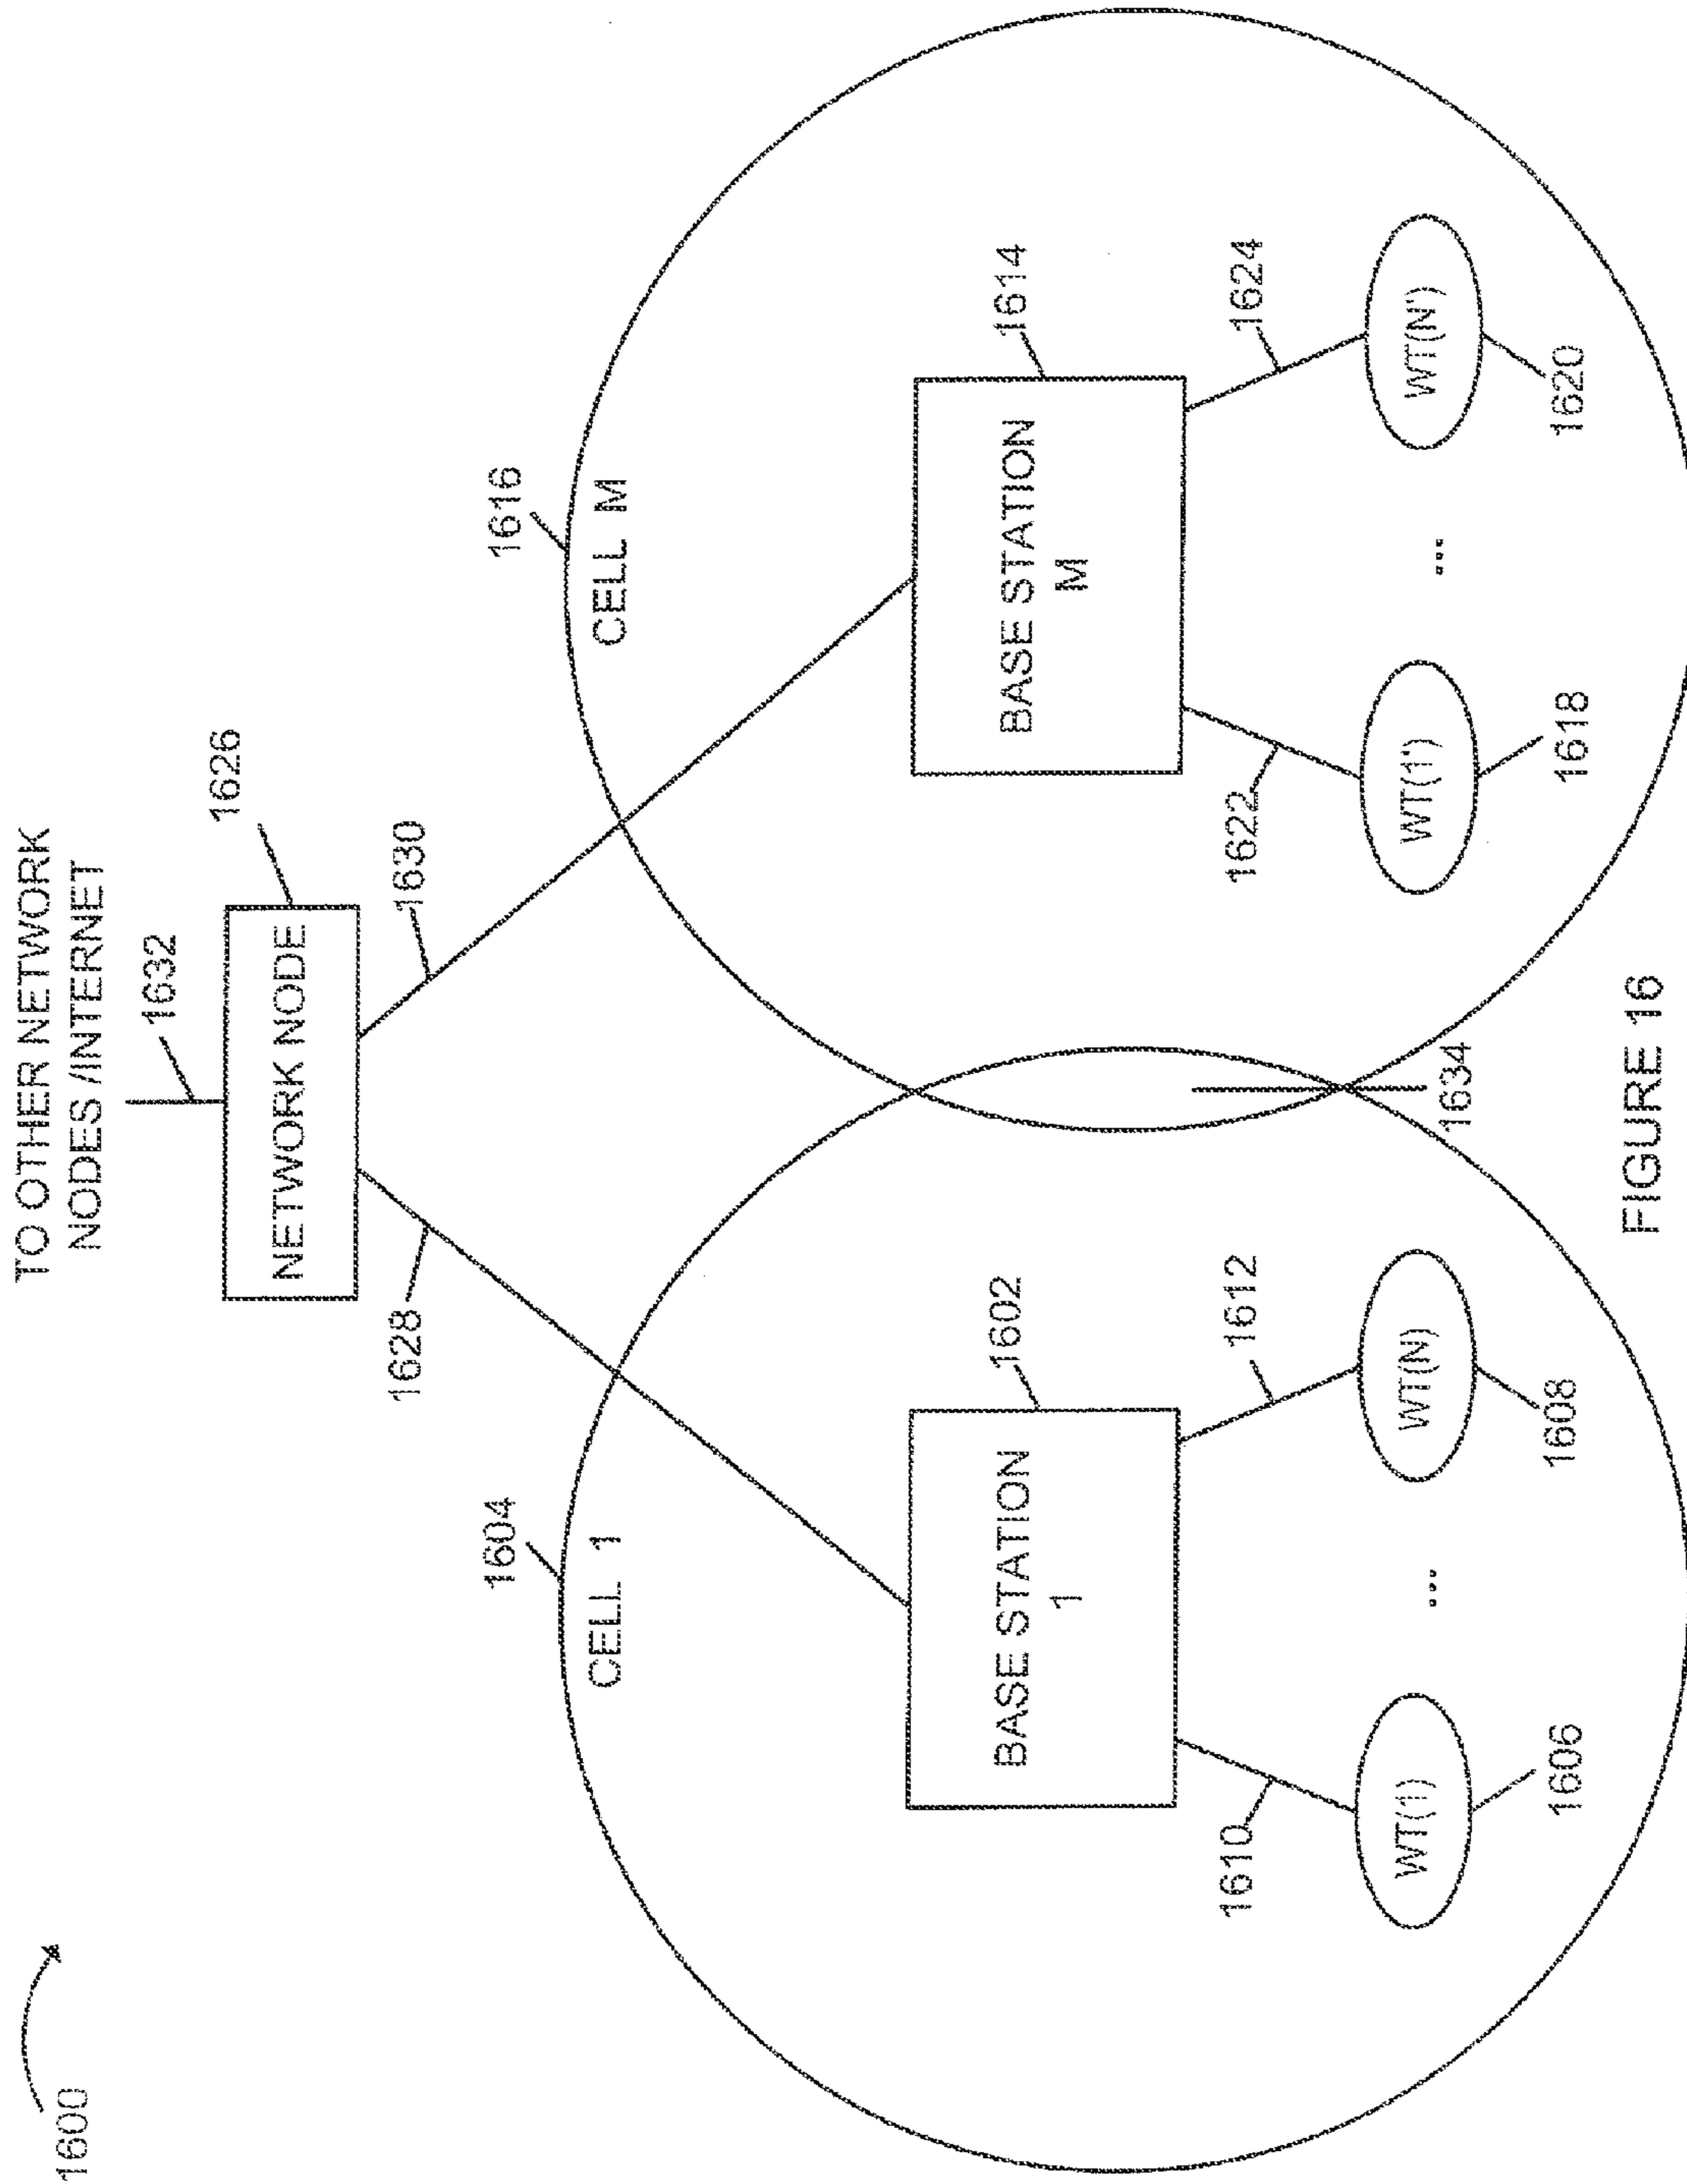 1600
TO OTHER NETWORK
NODES /INTERNET
1632
1626
NETWORK NODE
1628
1630
1604
CELL 1
1616
CELL M
BASE STATION
1
1602
BASE STATION
M
1614
1610
1612
1622
1624
WT(1)
...
WT(N)
WT(1')
...
WT(N')
1606
1608
1634
1618
1620
FIGURE 16